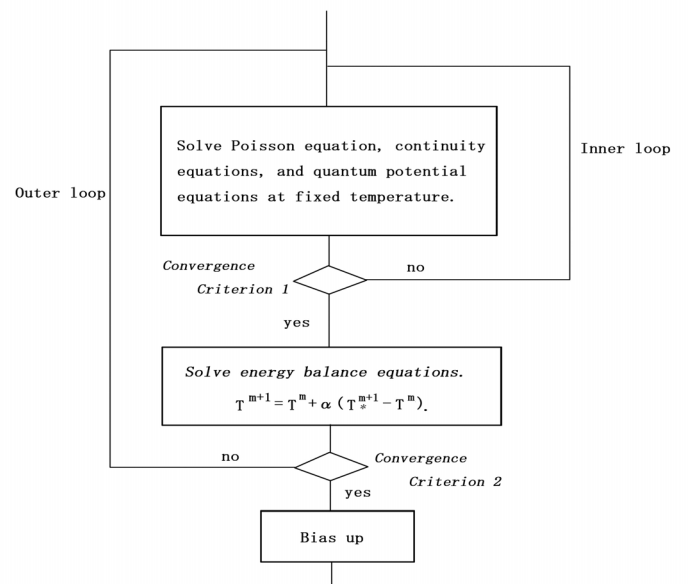 Solve Poisson equation, continuity
equations, and quantum potential
equations at fixed temperature.
Inner loop
Outer loop
Convergence
Criterion 1
no
yes
Solve energy balance equations.
T^{m+1} = T^m + α (T_*^{m+1} − T^m).
no
Convergence
Criterion 2
yes
Bias up